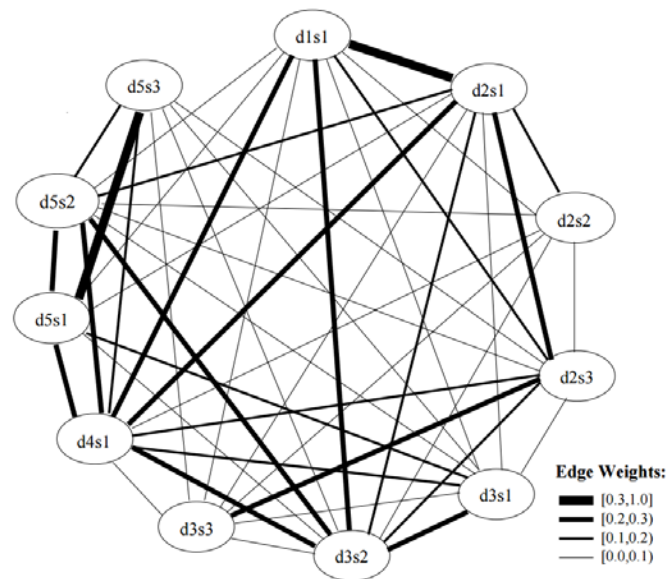 d1s1
d5s3
d2s1
d5s2
d2s2
d5s1
d2s3
d4s1
d3s1
d3s3
d3s2
Edge Weights:
[0.3,1.0]
[0.2,0.3)
[0.1,0.2)
[0.0,0.1)